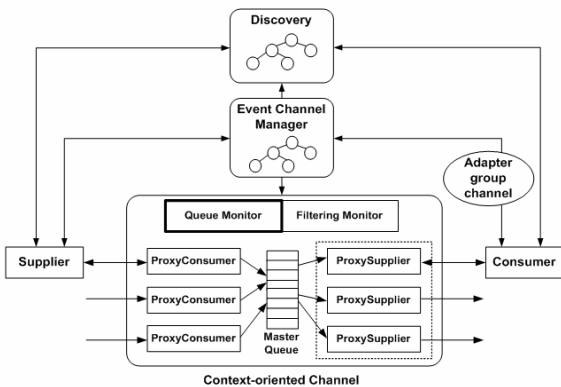 Discovery
Event Channel
Manager
Adapter
group
channel
Queue Monitor
Filtering Monitor
Supplier
ProxyConsumer
ProxySupplier
Consumer
ProxyConsumer
ProxySupplier
ProxyConsumer
ProxySupplier
Master
Queue
Context-oriented Channel